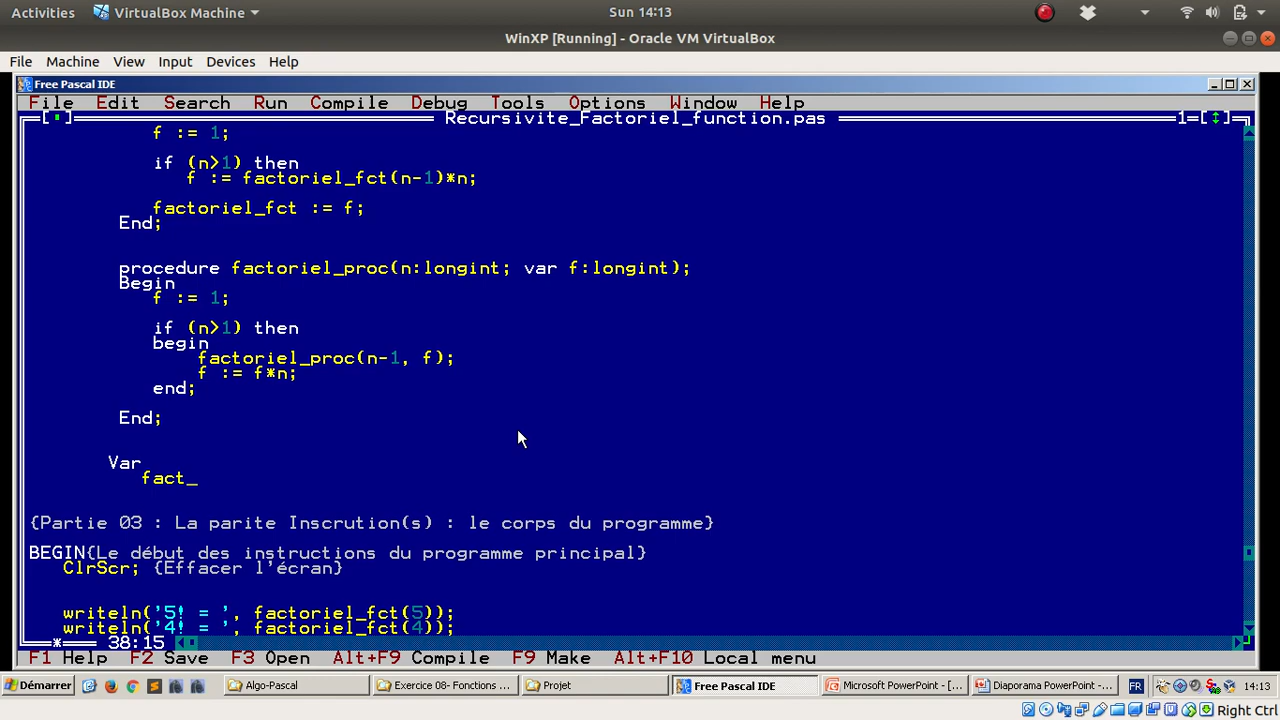 Activities VirtualBox Machine Sun 14:13
WinXP [Running] - Oracle VM VirtualBox
File Machine View Input Devices Help
Free Pascal IDE
File Edit Search Run Compile Debug Tools Options Window Help
Recursivite_Factoriel_function.pas 1
f := 1;
if (n>1) then
f := factoriel_fct(n-1)*n;
factoriel_fct := f;
End;
procedure factoriel_proc(n:longint; var f:longint);
Begin
f := 1;
if (n>1) then
begin
factoriel_proc(n-1, f);
f := f*n;
end;
End;
Var
fact_
{Partie 03 : La parite Inscrution(s) : le corps du programme}
BEGIN{Le début des instructions du programme principal}
ClrScr; {Effacer l'écran}
writeln('5! = ', factoriel_fct(5));
writeln('4! = ', factoriel_fct(4));
* 38:15
F1 Help F2 Save F3 Open Alt+F9 Compile F9 Make Alt+F10 Local menu
Démarrer Algo-Pascal Exercice 08- Fonctions ... Projet Free Pascal IDE Microsoft PowerPoint - [... Diaporama PowerPoint -... FR 14:13
Right Ctrl